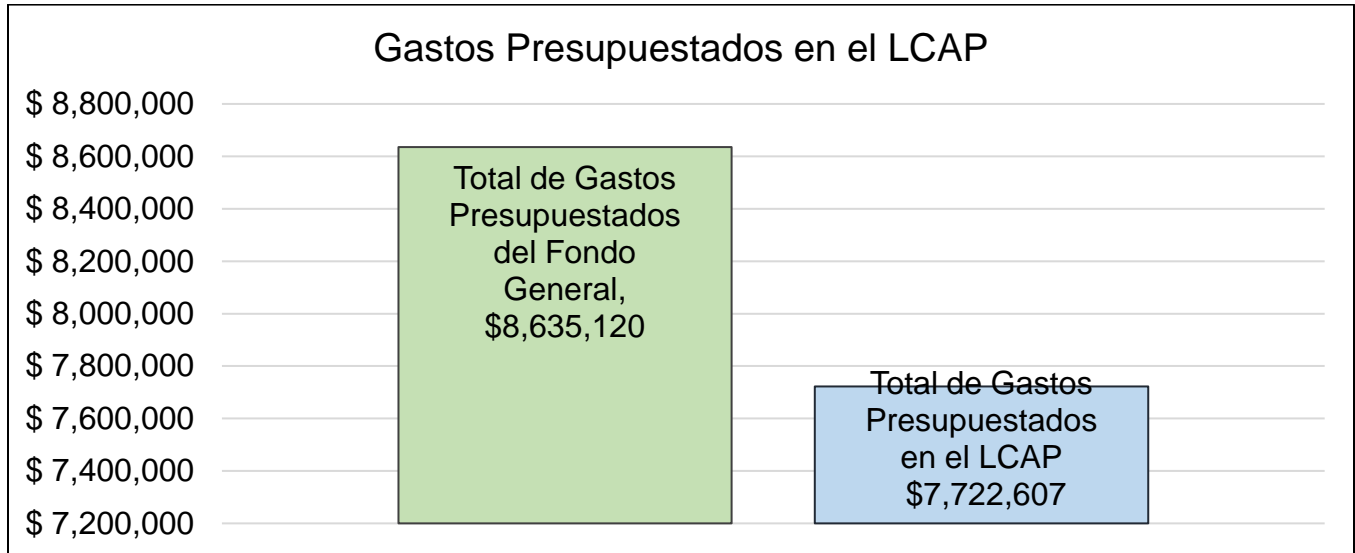 Gastos Presupuestados en el LCAP
$ 8,800,000
$ 8,600,000
$ 8,400,000
$ 8,200,000
$ 8,000,000
$ 7,800,000
$ 7,600,000
$ 7,400,000
$ 7,200,000
Total de Gastos
Presupuestados
del Fondo
General,
$8,635,120
Total de Gastos
Presupuestados
en el LCAP
$7,722,607